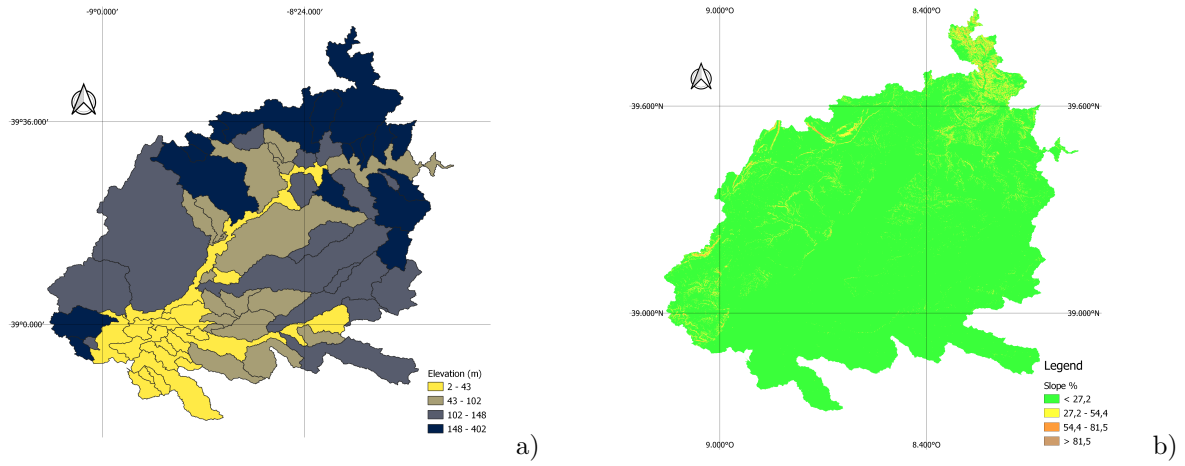 -9°0.000'
-8°24.000'
39°36.000'
39°0.000'
Elevation (m)
2 - 43
43 - 102
102 - 148
148 - 402
a)
9.000°O
8.400°O
39.600°N
39.600°N
39.000°N
39.000°N
Legend
Slope %
< 27,2
27,2 - 54,4
54,4 - 81,5
> 81,5
9.000°O
8.400°O
b)